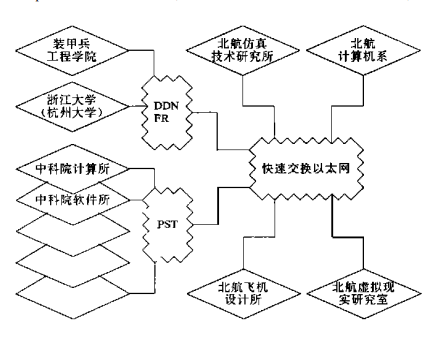 装甲兵
工程学院
北航仿真
技术研究所
北航
计算机系
浙江大学
(杭州大学)
DDN
FR
快速交换以太网
中科院计算所
中科院软件所
PST
北航飞机
设计所
北航虚拟现
实研究室